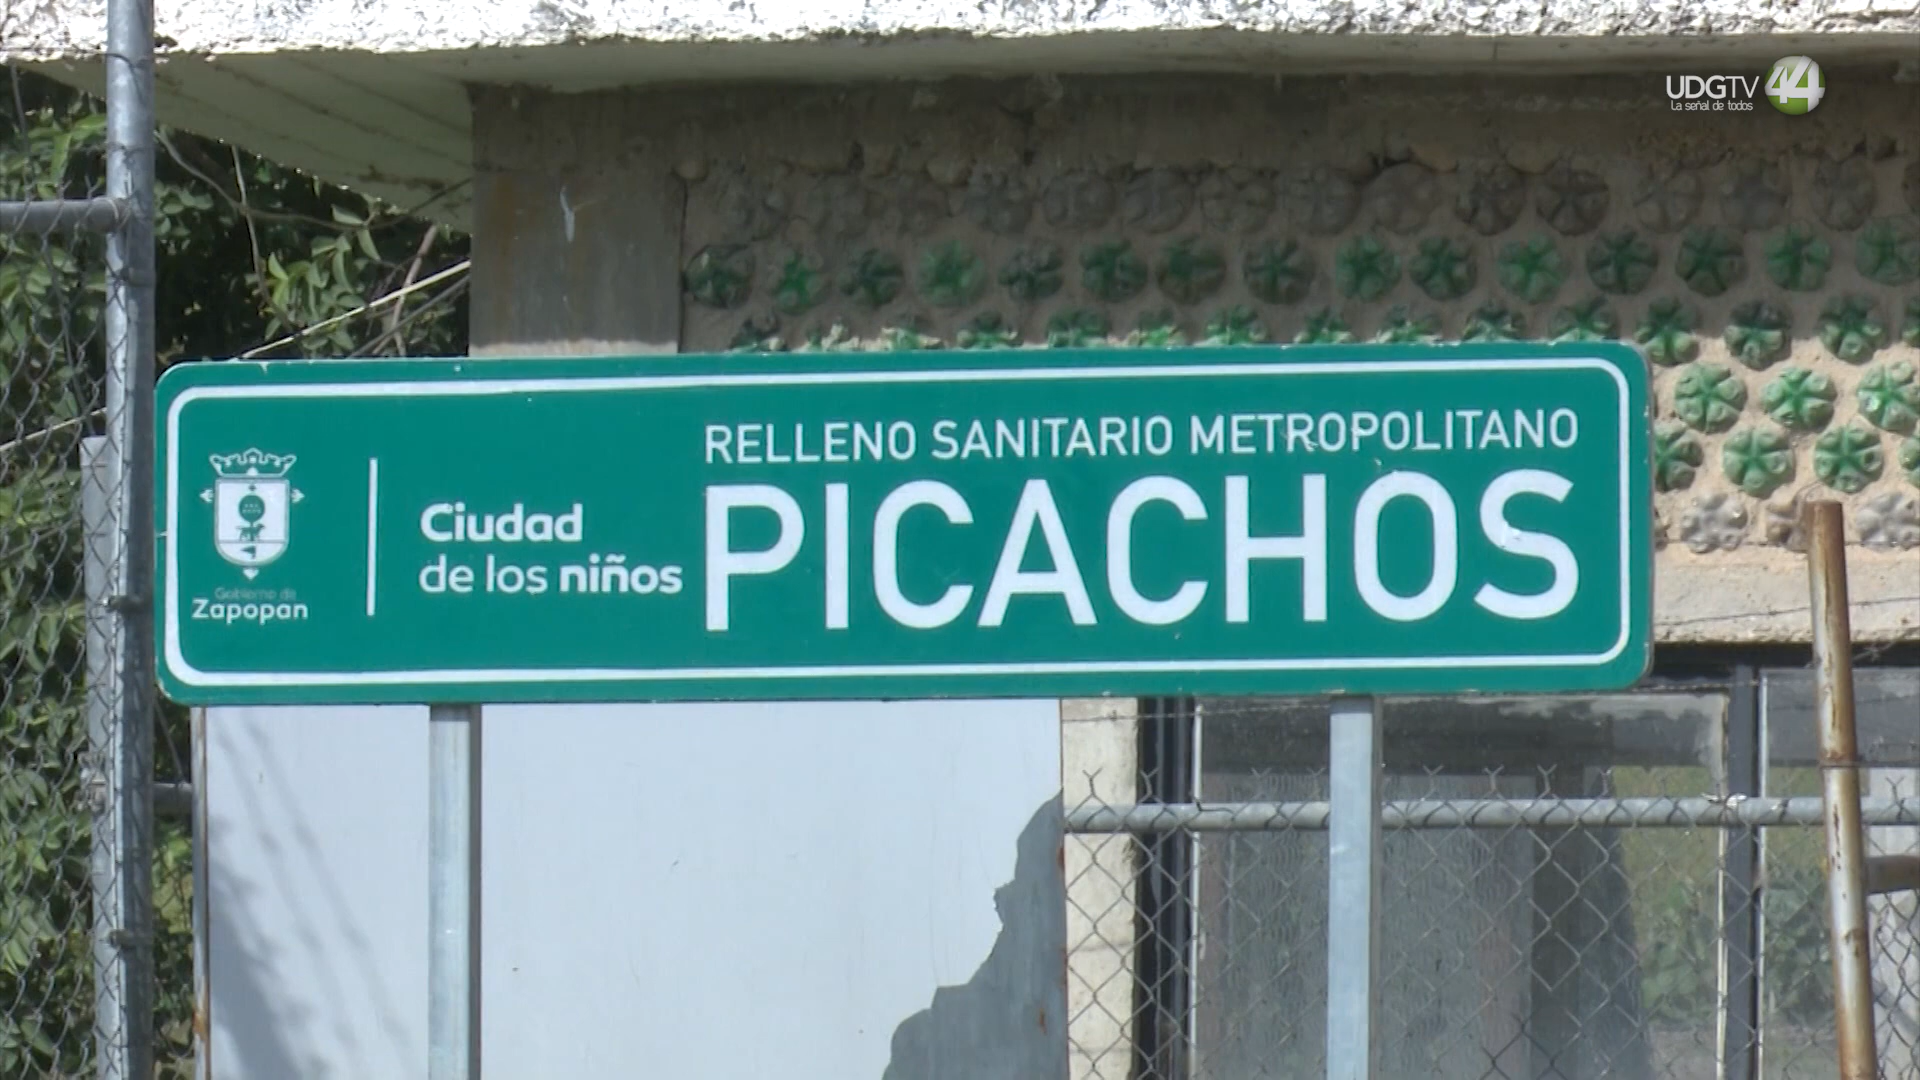 UDGTV 44
La señal de todos
RELLENO SANITARIO METROPOLITANO
PICACHOS
Ciudad
de los niños
Gobierno de
Zapopan